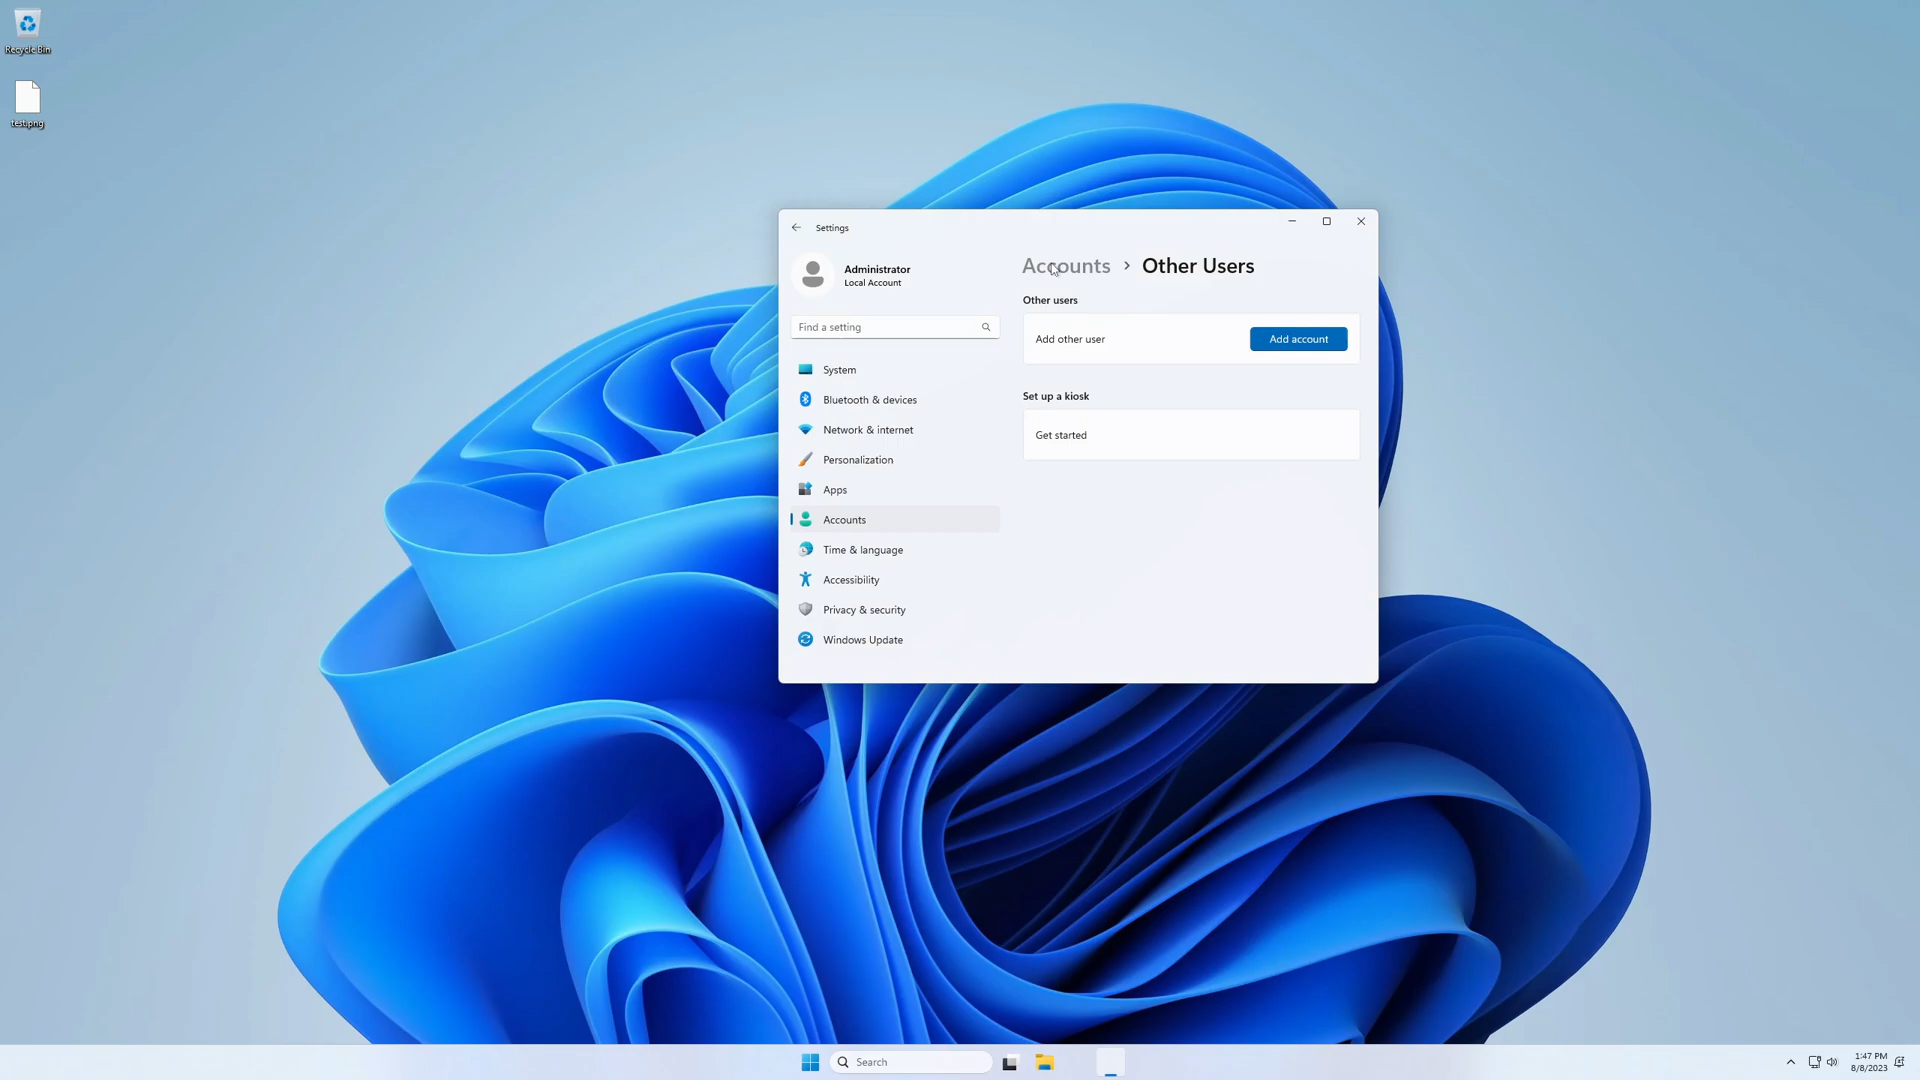 Recycle Bin
test.png
Settings
Administrator
Local Account
Find a setting
System
Bluetooth & devices
Network & internet
Personalization
Apps
Accounts
Time & language
Accessibility
Privacy & security
Windows Update
Accounts > Other Users
Other users
Add other user
Add account
Set up a kiosk
Get started
Search
1:47 PM
8/8/2023